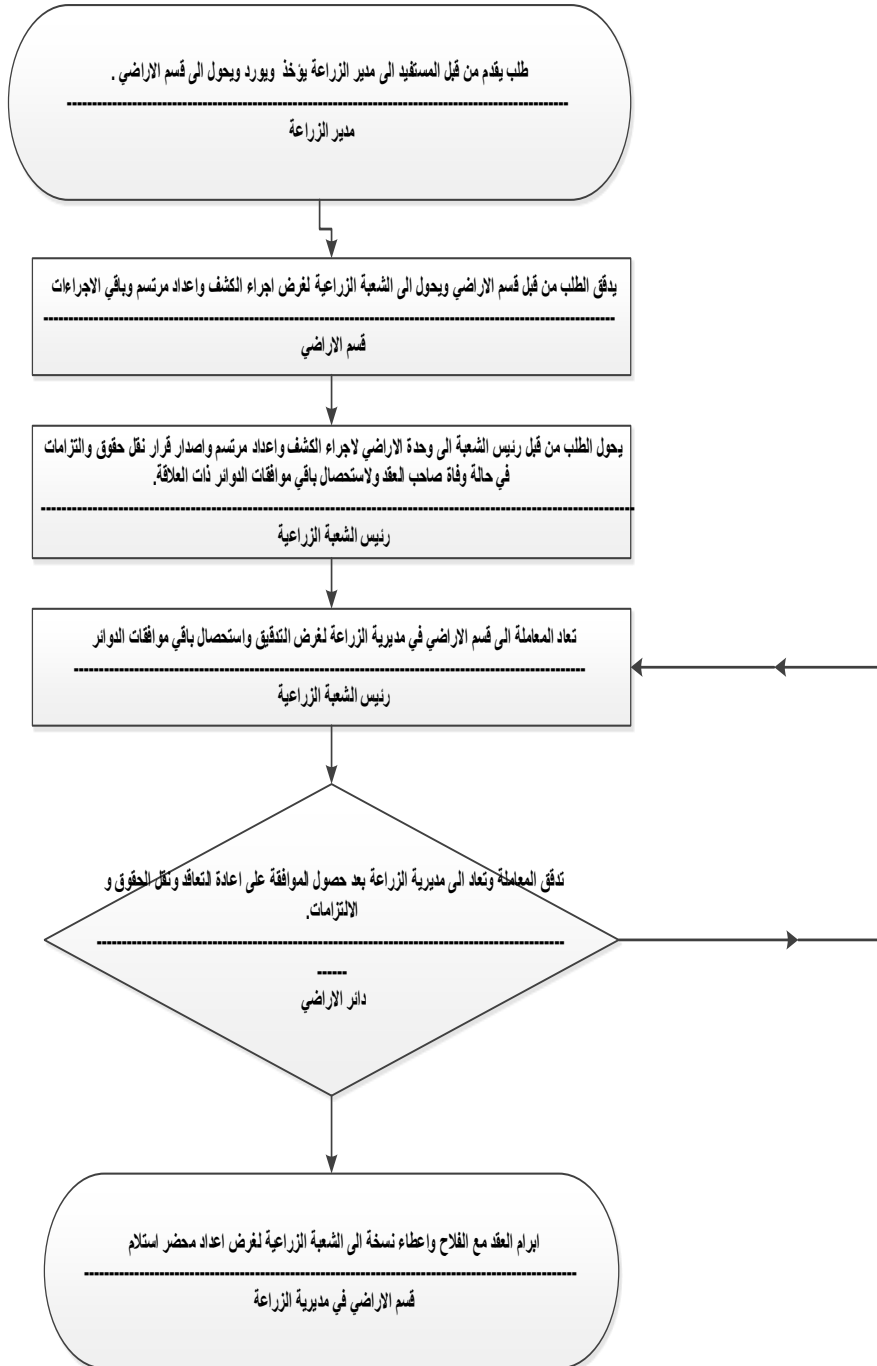 طلب يقدم من قبل المستفيد الى مدير الزراعة يؤخذ ويورد ويحول الى قسم الاراضي .
مدير الزراعة
يدقق الطلب من قبل قسم الاراضي ويحول الى الشعبة الزراعية لغرض اجراء الكشف واعداد مرتسم وباقي الاجراءات
قسم الاراضي
يحول الطلب من قبل رئيس الشعبة الى وحدة الاراضي لاجراء الكشف واعداد مرتسم واصدار قرار نقل حقوق والتزامات
في حالة وفاة صاحب العقد ولاستحصال باقي موافقات الدوائر ذات العلاقة.
رئيس الشعبة الزراعية
تعاد المعاملة الى قسم الاراضي في مديرية الزراعة لغرض التدقيق واستحصال باقي موافقات الدوائر
رئيس الشعبة الزراعية
تدقق المعاملة وتعاد الى مديرية الزراعة بعد حصول الموافقة على اعادة التعاقد ونقل الحقوق و
الالتزامات.
دائر الاراضي
ابرام العقد مع الفلاح واعطاء نسخة الى الشعبة الزراعية لغرض اعداد محضر استلام
قسم الاراضي في مديرية الزراعة